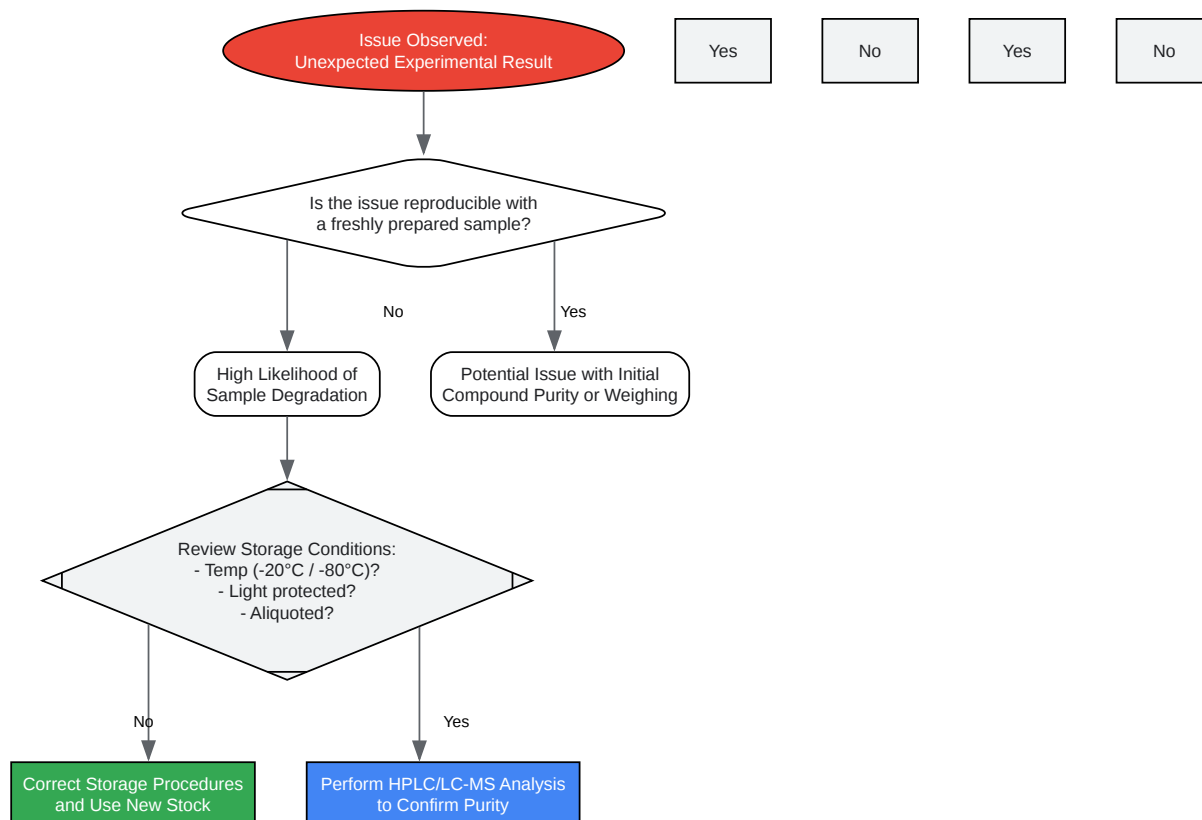 Issue Observed:
Unexpected Experimental Result
Yes
No
Yes
No
Is the issue reproducible with
a freshly prepared sample?
No
Yes
High Likelihood of
Sample Degradation
Potential Issue with Initial
Compound Purity or Weighing
Review Storage Conditions:
- Temp (-20°C / -80°C)?
- Light protected?
- Aliquoted?
No
Yes
Correct Storage Procedures
and Use New Stock
Perform HPLC/LC-MS Analysis
to Confirm Purity